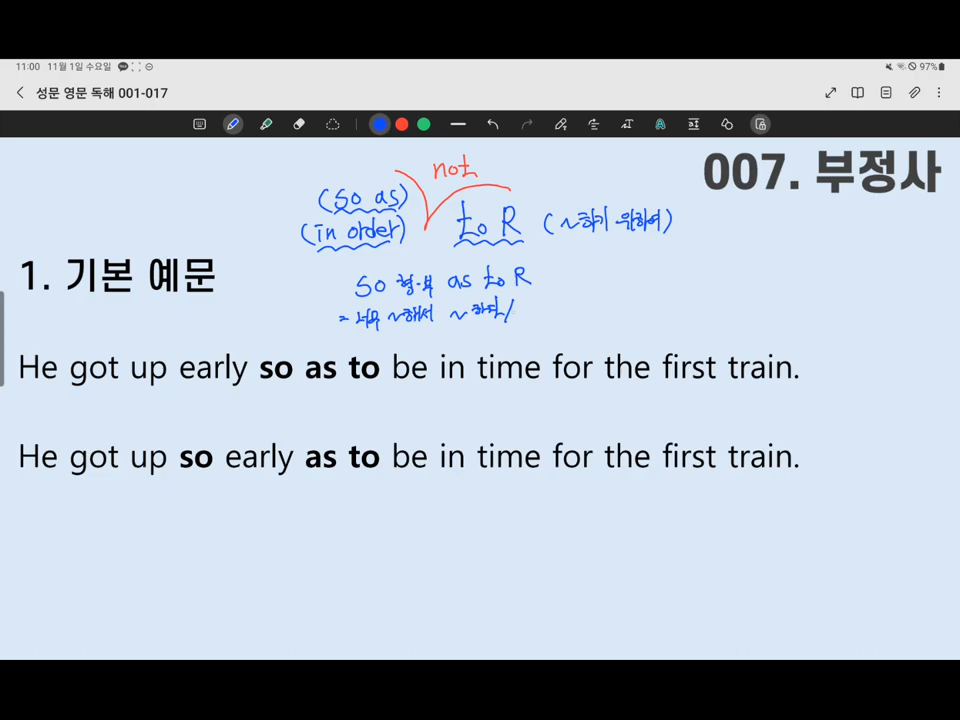 11:00 11월 1일 수요일 97%
성문 영문 독해 001-017
007. 부정사
not
(so as)
(in order) to R (~하기 위하여)
1. 기본 예문
so 형·부 as to R
= 너무 ~해서 ~하다/
He got up early so as to be in time for the first train.
He got up so early as to be in time for the first train.